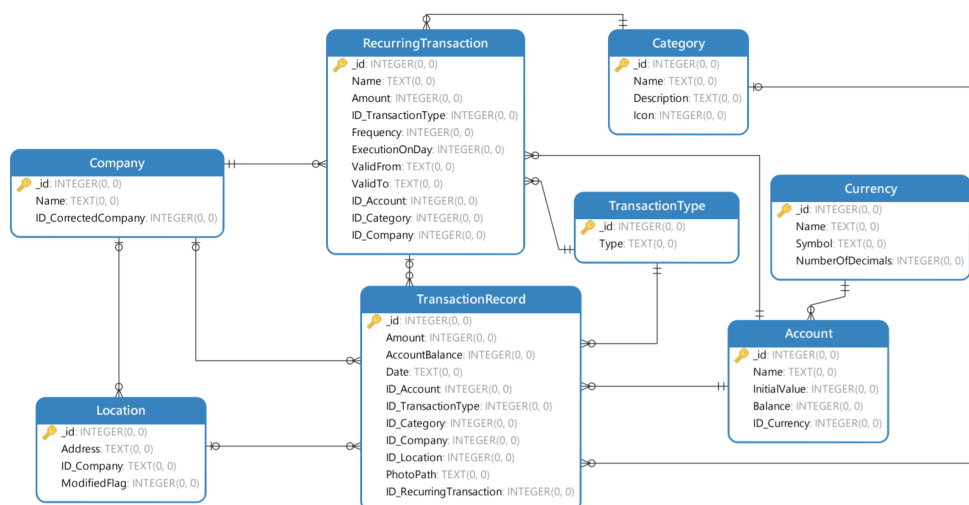 RecurringTransaction
_id: INTEGER(0, 0)
Name: TEXT(0, 0)
Amount: INTEGER(0, 0)
ID_TransactionType: INTEGER(0, 0)
Frequency: INTEGER(0, 0)
ExecutionOnDay: INTEGER(0, 0)
ValidFrom: TEXT(0, 0)
ValidTo: TEXT(0, 0)
ID_Account: INTEGER(0, 0)
ID_Category: INTEGER(0, 0)
ID_Company: INTEGER(0, 0)
Category
_id: INTEGER(0, 0)
Name: TEXT(0, 0)
Description: TEXT(0, 0)
Icon: INTEGER(0, 0)
Company
_id: INTEGER(0, 0)
Name: TEXT(0, 0)
ID_CorrectedCompany: INTEGER(0, 0)
TransactionType
_id: INTEGER(0, 0)
Type: TEXT(0, 0)
Currency
_id: INTEGER(0, 0)
Name: TEXT(0, 0)
Symbol: TEXT(0, 0)
NumberOfDecimals: INTEGER(0, 0)
TransactionRecord
_id: INTEGER(0, 0)
Amount: INTEGER(0, 0)
AccountBalance: INTEGER(0, 0)
Date: TEXT(0, 0)
ID_Account: INTEGER(0, 0)
ID_TransactionType: INTEGER(0, 0)
ID_Category: INTEGER(0, 0)
ID_Company: INTEGER(0, 0)
ID_Location: INTEGER(0, 0)
PhotoPath: TEXT(0, 0)
ID_RecurringTransaction: INTEGER(0, 0)
Account
_id: INTEGER(0, 0)
Name: TEXT(0, 0)
InitialValue: INTEGER(0, 0)
Balance: INTEGER(0, 0)
ID_Currency: INTEGER(0, 0)
Location
_id: INTEGER(0, 0)
Address: TEXT(0, 0)
ID_Company: TEXT(0, 0)
ModifiedFlag: INTEGER(0, 0)